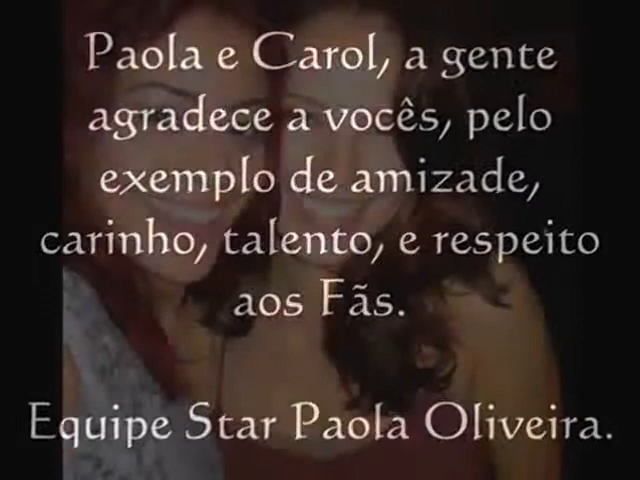 Paola e Carol, a gente
agradece a vocês, pelo
exemplo de amizade,
carinho, talento, e respeito
aos Fãs.
Equipe Star Paola Oliveira.